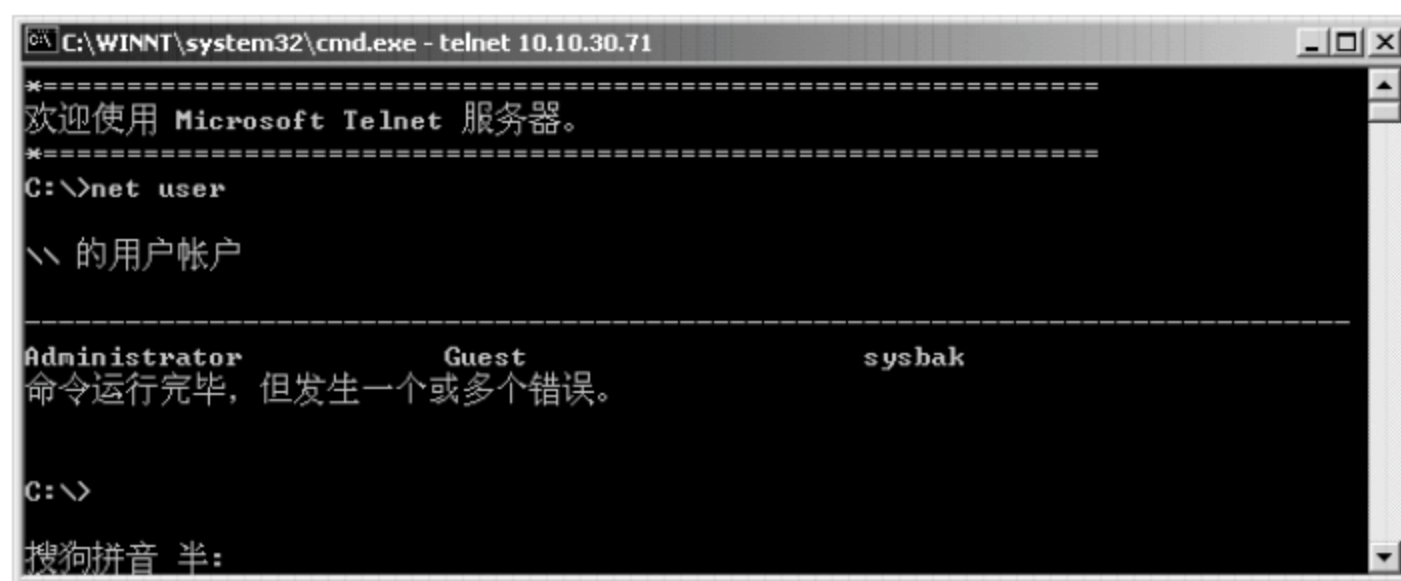 C:\WINNT\system32\cmd.exe - telnet 10.10.30.71
*===============================================================
欢迎使用 Microsoft Telnet 服务器。
*===============================================================
C:\>net user
\\ 的用户帐户
-------------------------------------------------------------------------------
Administrator            Guest                    sysbak
命令运行完毕，但发生一个或多个错误。
C:\>
搜狗拼音 半: